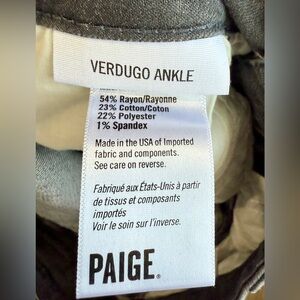 VERDUGO ANKLE
54% Rayon/Rayonne
23% Cotton/Coton
22% Polyester
1% Spandex
Made in the USA of Imported
fabric and components.
See care on reverse.
Fabriqué aux États-Unis à partir
de tissus et composants
importés
Voir le soin sur l'inverse.
PAIGE®